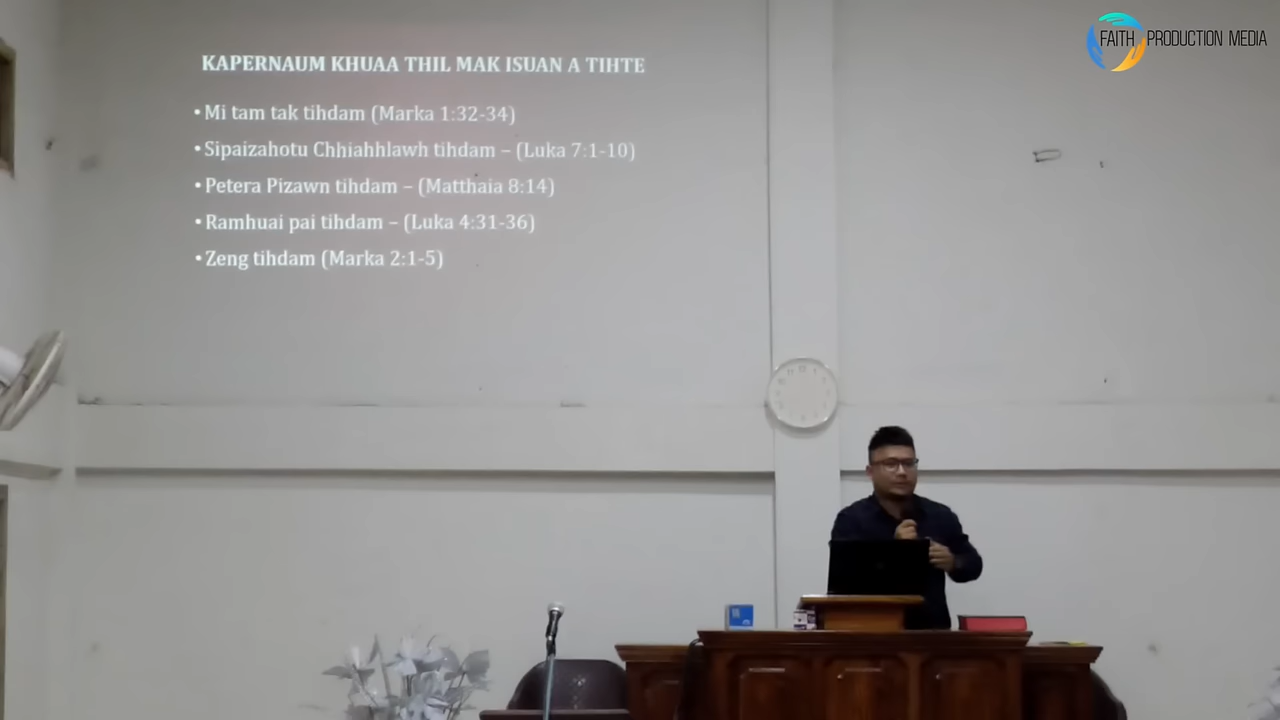 FAITH PRODUCTION MEDIA
KAPERNAUM KHUAA THIL MAK ISUAN A TIHTE
• Mi tam tak tihdam (Marka 1:32-34)
• Sipaizahotu Chhiahhlawh tihdam – (Luka 7:1-10)
• Petera Pizawn tihdam – (Matthaia 8:14)
• Ramhuai pai tihdam – (Luka 4:31-36)
• Zeng tihdam (Marka 2:1-5)